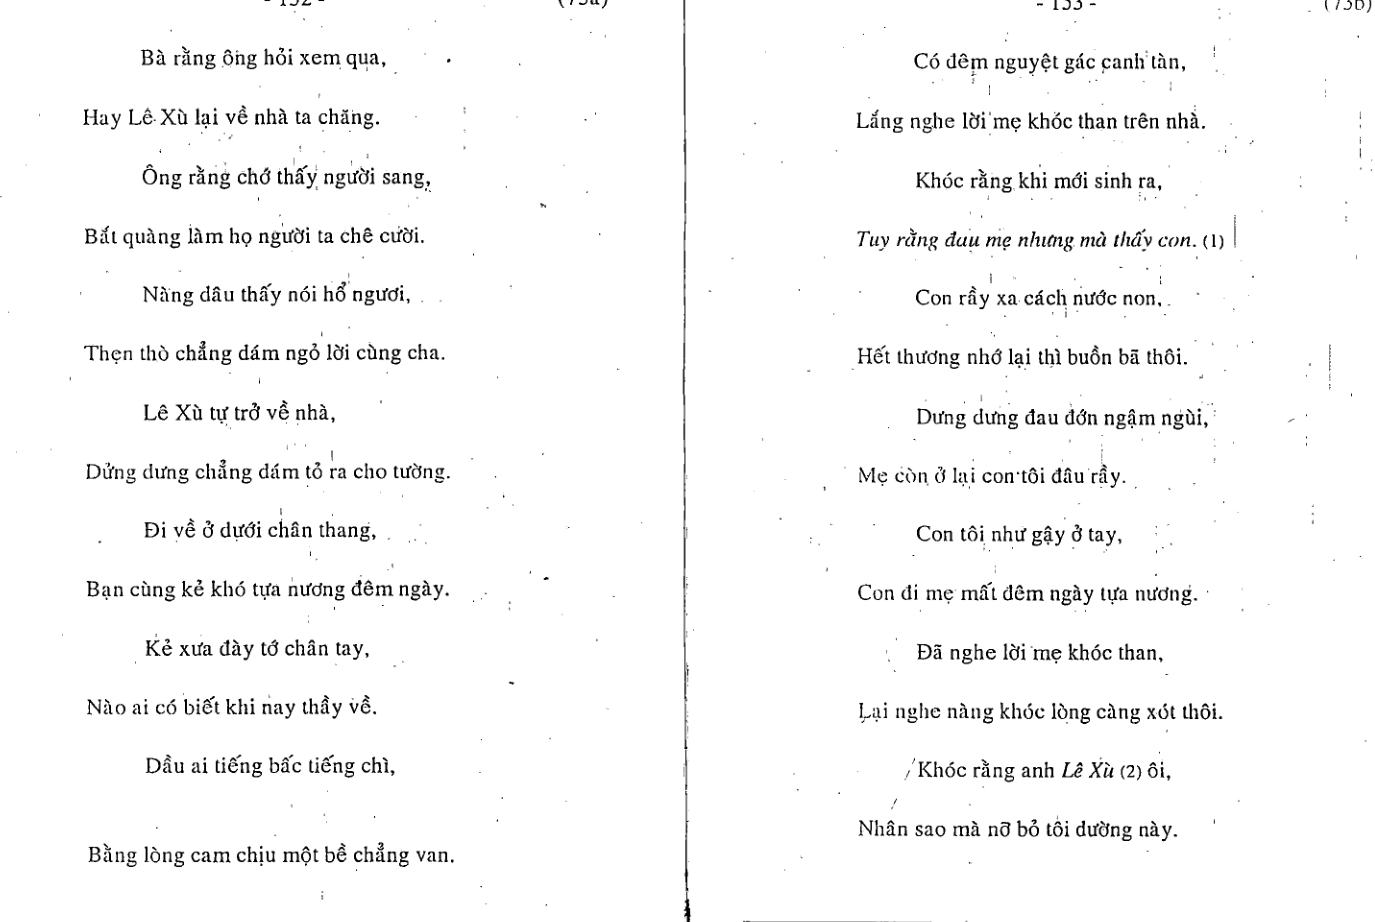 - 152 - (73a)
Bà rằng ông hỏi xem qua,
Hay Lê Xù lại về nhà ta chăng.
Ông rằng chớ thấy người sang,
Bắt quàng làm họ người ta chê cười.
Nàng dâu thấy nói hổ ngươi,
Thẹn thò chẳng dám ngỏ lời cùng cha.
Lê Xù tự trở về nhà,
Dửng dưng chẳng dám tỏ ra cho tường.
Đi về ở dưới chân thang,
Bạn cùng kẻ khó tựa nương đêm ngày.
Kẻ xưa đày tớ chân tay,
Nào ai có biết khi nay thầy về.
Dầu ai tiếng bấc tiếng chì,
Bằng lòng cam chịu một bề chẳng van.
- 153 - (73b)
Có đêm nguyệt gác canh tàn,
Lắng nghe lời mẹ khóc than trên nhà.
Khóc rằng khi mới sinh ra,
Tuy rằng đau mẹ nhưng mà thấy con. (1)
Con rầy xa cách nước non,
Hết thương nhớ lại thì buồn bã thôi.
Dưng dưng đau đớn ngậm ngùi,
Mẹ còn ở lại con tôi đâu rầy.
Con tôi như gậy ở tay,
Con đi mẹ mất đêm ngày tựa nương.
Đã nghe lời mẹ khóc than,
Lại nghe nàng khóc lòng càng xót thôi.
Khóc rằng anh Lê Xù (2) ôi,
Nhân sao mà nỡ bỏ tôi dường này.